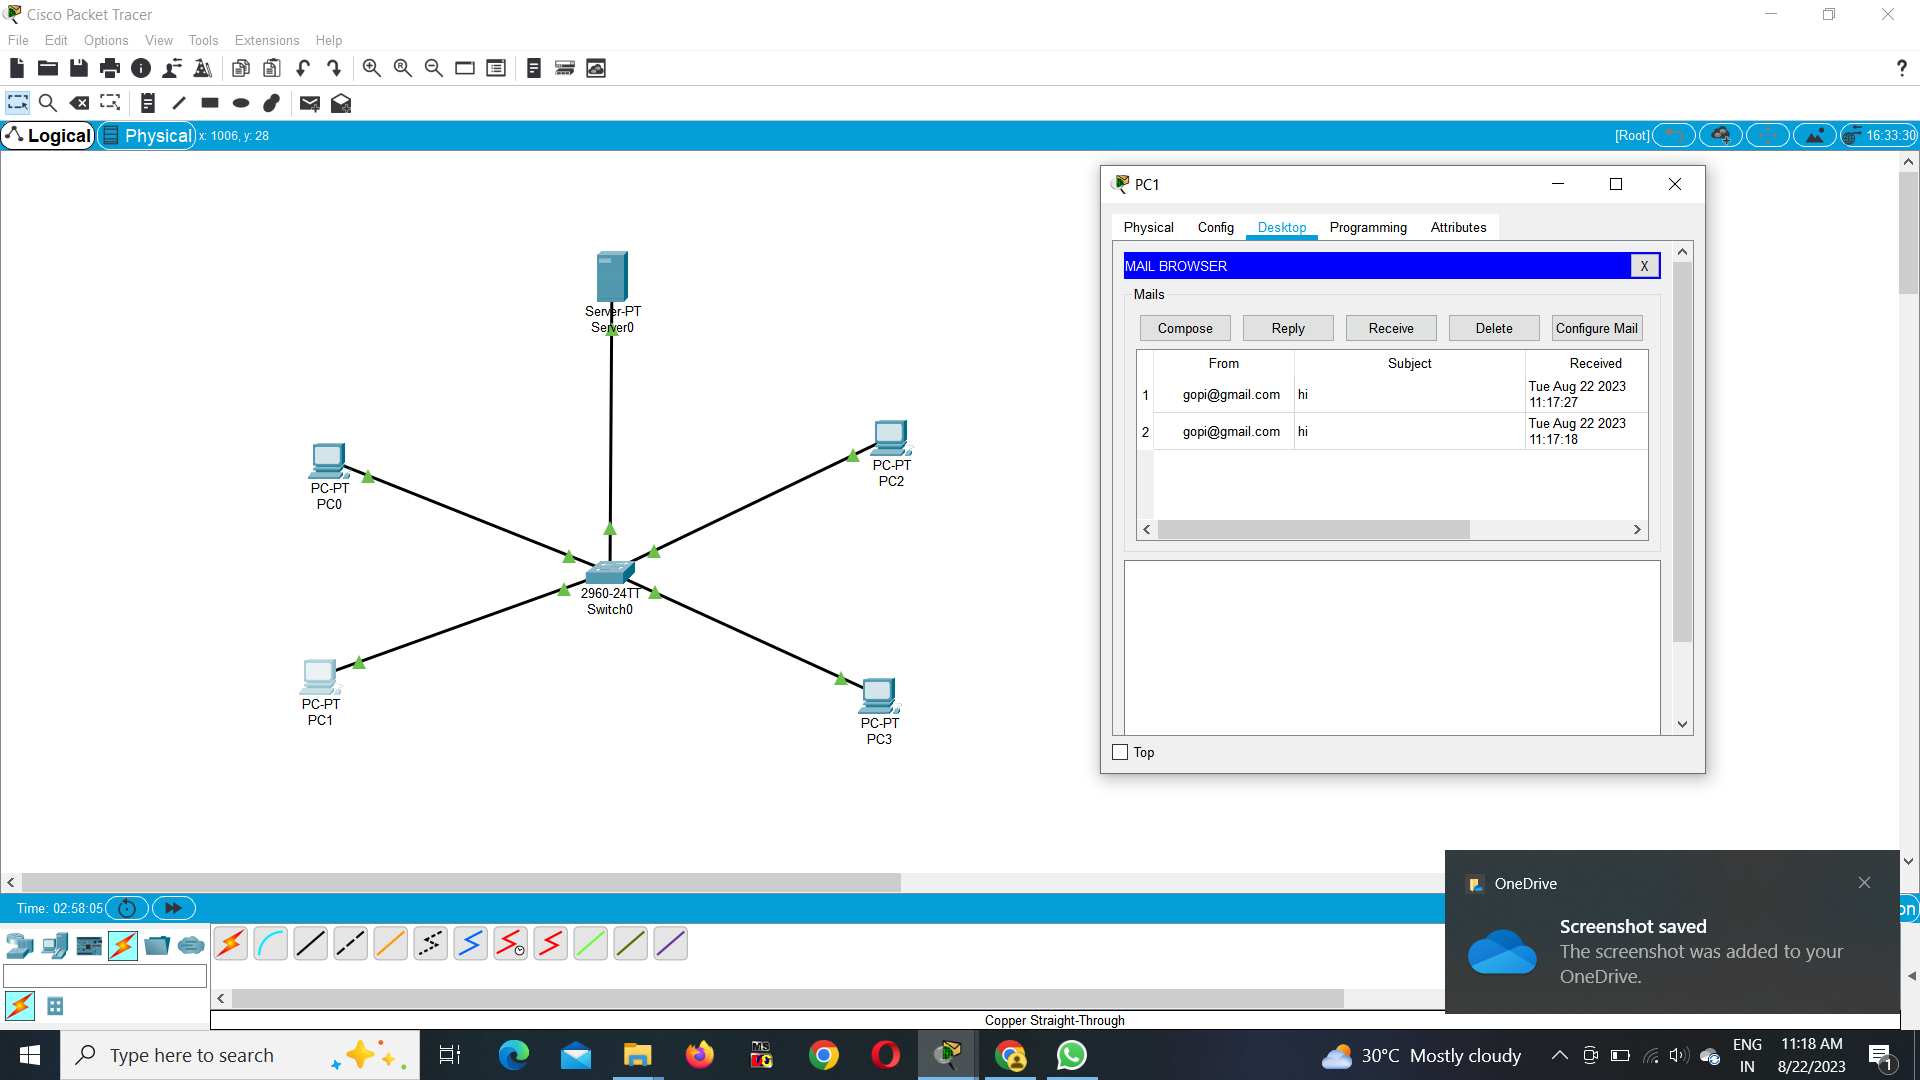 Cisco Packet Tracer
File Edit Options View Tools Extensions Help
?
Logical Physical x: 1006, y: 28 [Root] 16:33:30
Server-PT
Server0
PC-PT
PC0
PC-PT
PC2
2960-24TT
Switch0
PC-PT
PC1
PC-PT
PC3
PC1
Physical Config Desktop Programming Attributes
MAIL BROWSER X
Mails
Compose Reply Receive Delete Configure Mail
From Subject Received
1 gopi@gmail.com hi Tue Aug 22 2023
11:17:27
2 gopi@gmail.com hi Tue Aug 22 2023
11:17:18
Top
Time: 02:58:05
on
OneDrive
Screenshot saved
The screenshot was added to your
OneDrive.
Copper Straight-Through
Type here to search
30°C Mostly cloudy
ENG
IN
11:18 AM
8/22/2023
1